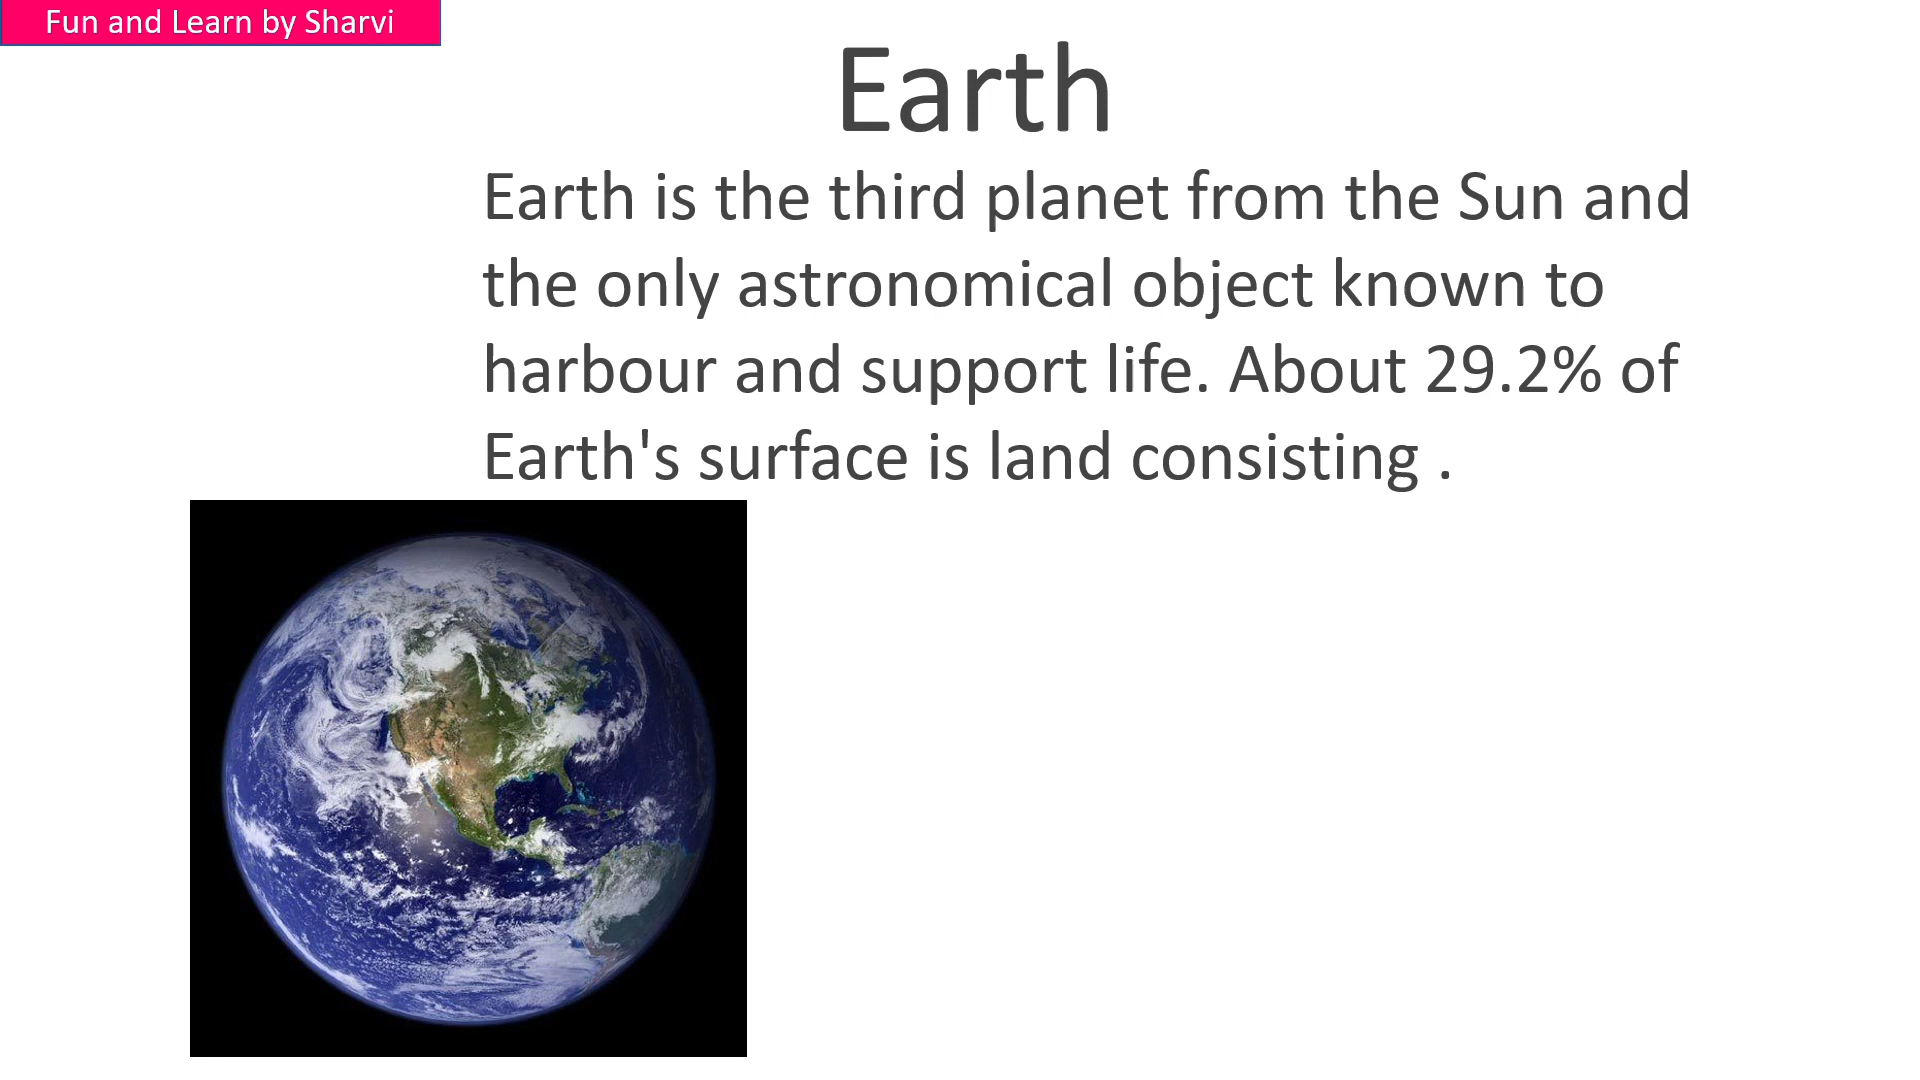 Fun and Learn by Sharvi
Earth
Earth is the third planet from the Sun and
the only astronomical object known to
harbour and support life. About 29.2% of
Earth's surface is land consisting .